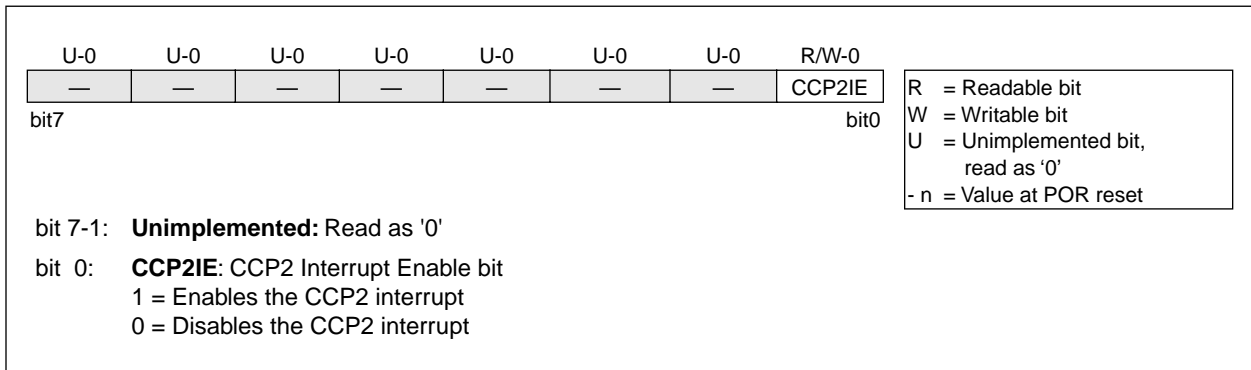 U-0 U-0 U-0 U-0 U-0 U-0 U-0 R/W-0
— — — — — — — CCP2IE
bit7 bit0
R = Readable bit
W = Writable bit
U = Unimplemented bit,
read as ‘0’
- n = Value at POR reset
bit 7-1: Unimplemented: Read as '0'
bit 0: CCP2IE: CCP2 Interrupt Enable bit
1 = Enables the CCP2 interrupt
0 = Disables the CCP2 interrupt